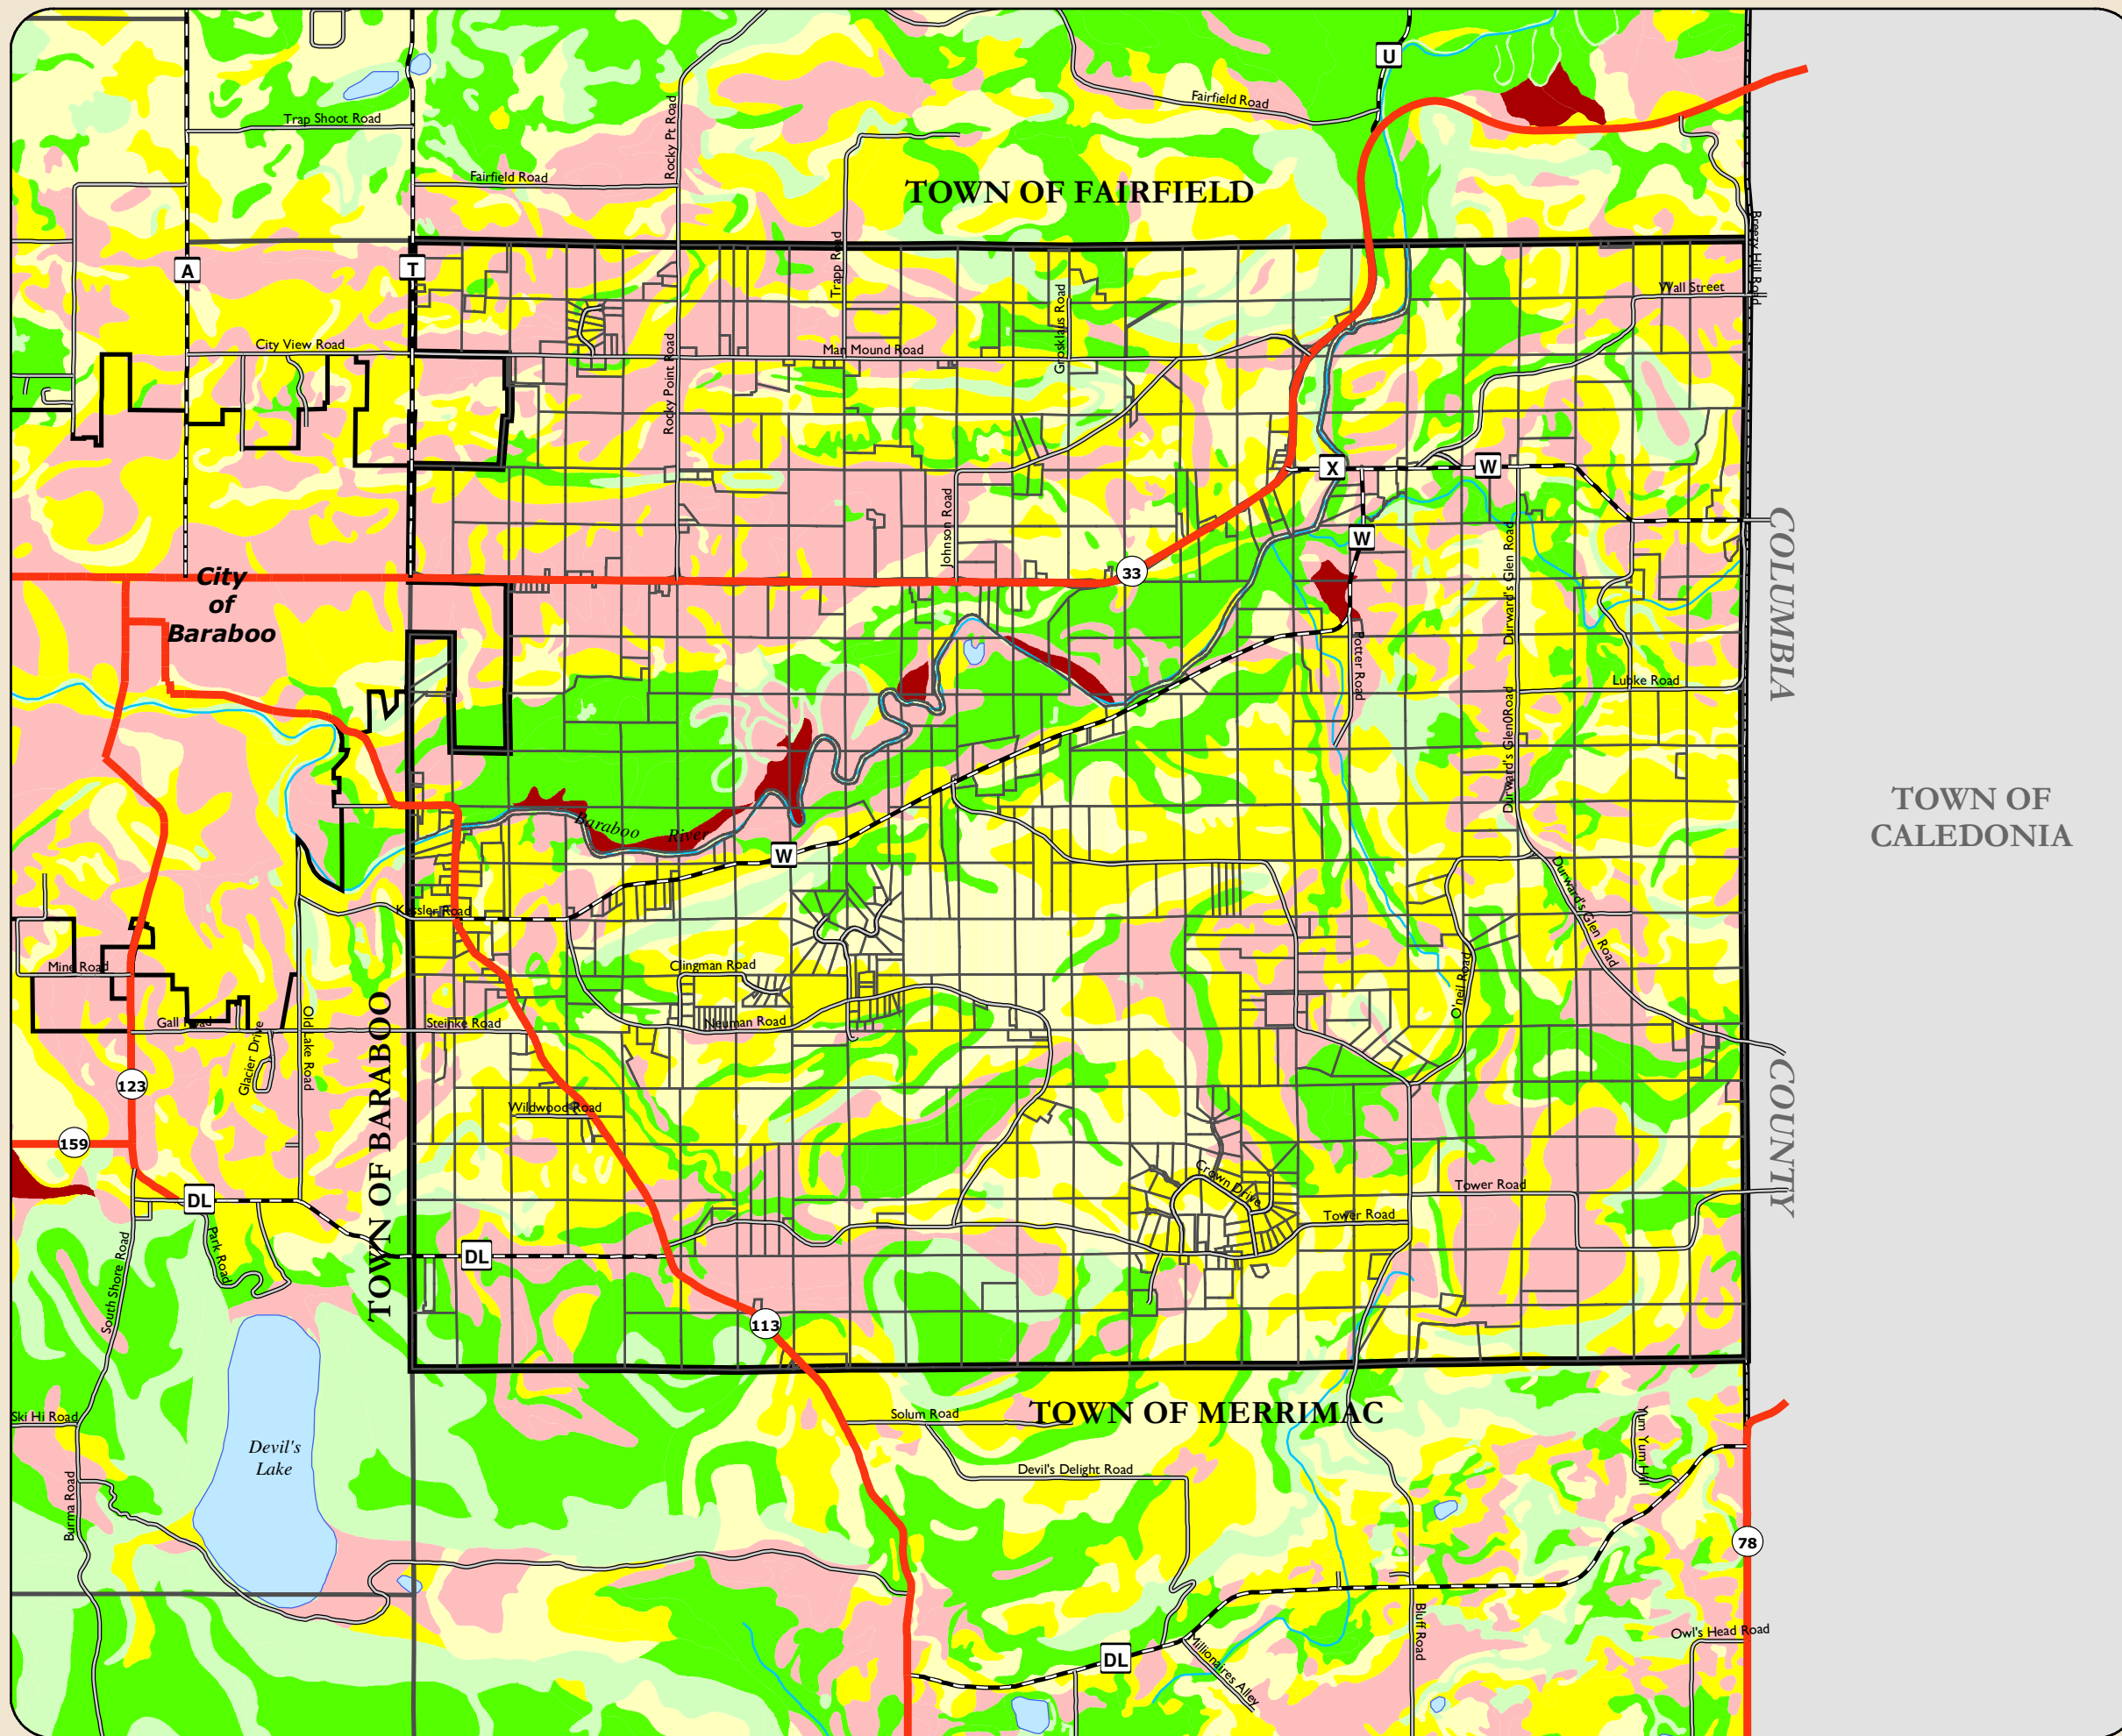 U
Fairfield Road
Rocky Pt Road
Trap Shoot Road
Fairfield Road
TOWN OF FAIRFIELD
Breezy Hill Road
A
T
Trapp Road
Wall Street
Grosklaus Road
City View Road
Man Mound Road
Rocky Point Road
X
W
Johnson Road
W
Durward's Glen Road
COLUMBIA
33
City
of
Baraboo
Potter Road
Lubke Road
Durward's Glen0Road
TOWN OF
CALEDONIA
Baraboo River
W
Durward's Glen Road
Kessler Road
Mine Road
Clingman Road
O'neil Road
Gall Road
Glacier Drive
Old Lake Road
Steinke Road
Neuman Road
TOWN OF BARABOO
COUNTY
123
Wildwood Road
159
Crown Drive
Tower Road
Tower Road
DL
Park Road
South Shore Road
DL
113
Ski Hi Road
Solum Road
TOWN OF MERRIMAC
Yum Yum Hill
Devil's
Lake
Devil's Delight Road
Burma Road
78
Bluff Road
Owl's Head Road
DL
Millionaires Alley